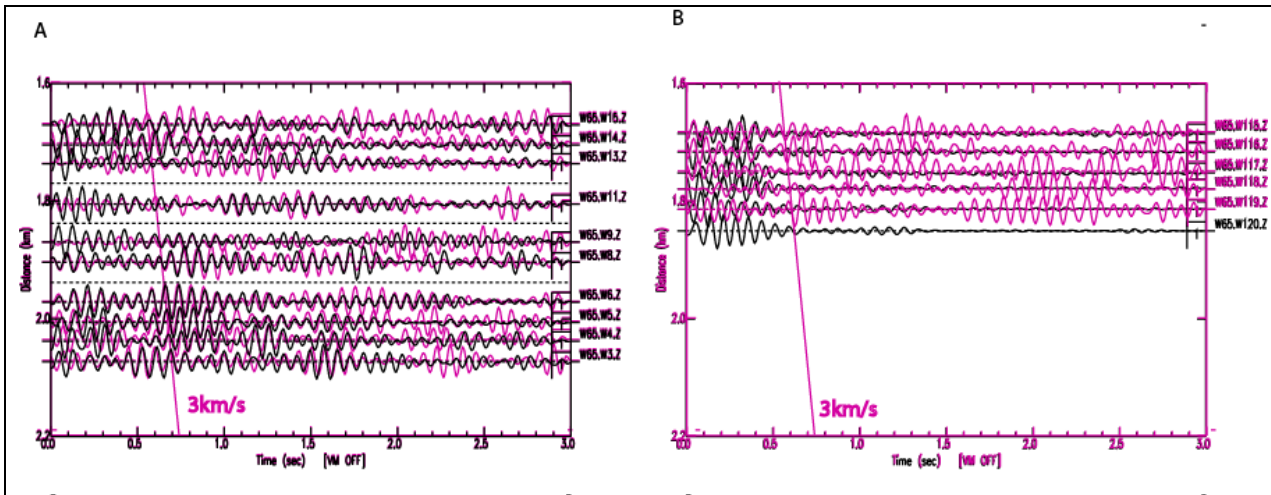 A
B
1.6
W65.W15.Z
W65.W14.Z
W65.W13.Z
1.8
W65.W11.Z
W65.W9.Z
W65.W8.Z
Distance (km)
2.0
W65.W6.Z
W65.W5.Z
W65.W4.Z
W65.W3.Z
3km/s
2.2
0.0 0.5 1.0 1.5 2.0 2.5 3.0
Time (sec) [VM OFF]
1.6
W65.W115.Z
W65.W116.Z
W65.W117.Z
W65.W118.Z
W65.W119.Z
W65.W120.Z
Distance (km)
2.0
3km/s
0.0 0.5 1.0 1.5 2.0 2.5 3.0
Time (sec) [VM OFF]